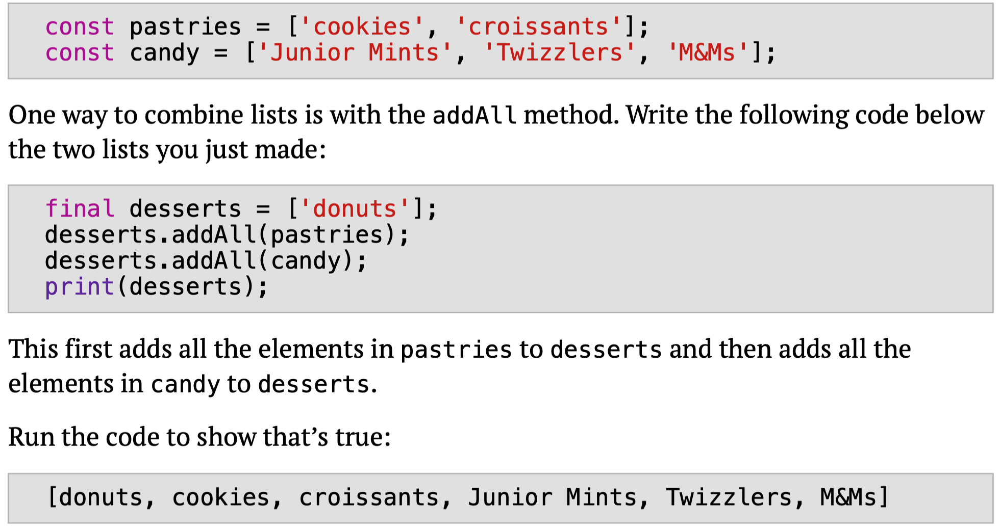 const pastries = ['cookies', 'croissants'];
const candy = ['Junior Mints', 'Twizzlers', 'M&Ms'];
One way to combine lists is with the addAll method. Write the following code below
the two lists you just made:
final desserts = ['donuts'];
desserts.addAll(pastries);
desserts.addAll(candy);
print(desserts);
This first adds all the elements in pastries to desserts and then adds all the
elements in candy to desserts.
Run the code to show that’s true:
[donuts, cookies, croissants, Junior Mints, Twizzlers, M&Ms]